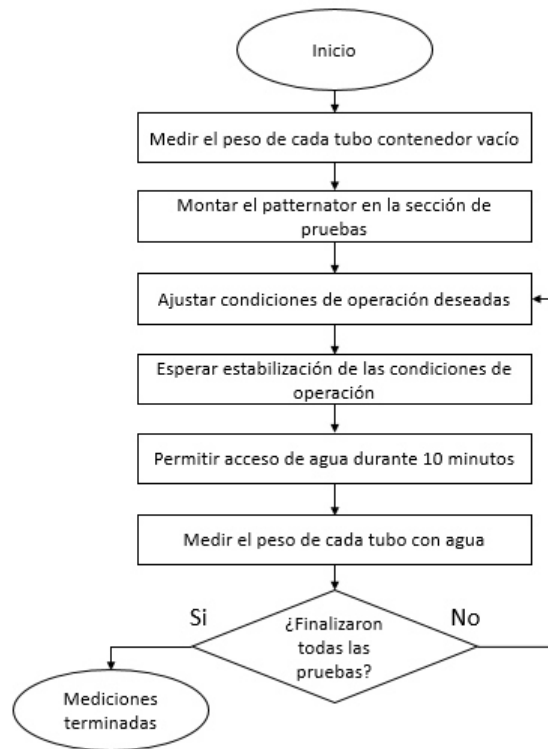 Inicio
Medir el peso de cada tubo contenedor vacío
Montar el patternator en la sección de
pruebas
Ajustar condiciones de operación deseadas
Esperar estabilización de las condiciones de
operación
Permitir acceso de agua durante 10 minutos
Medir el peso de cada tubo con agua
Si
No
¿Finalizaron
todas las
pruebas?
Mediciones
terminadas